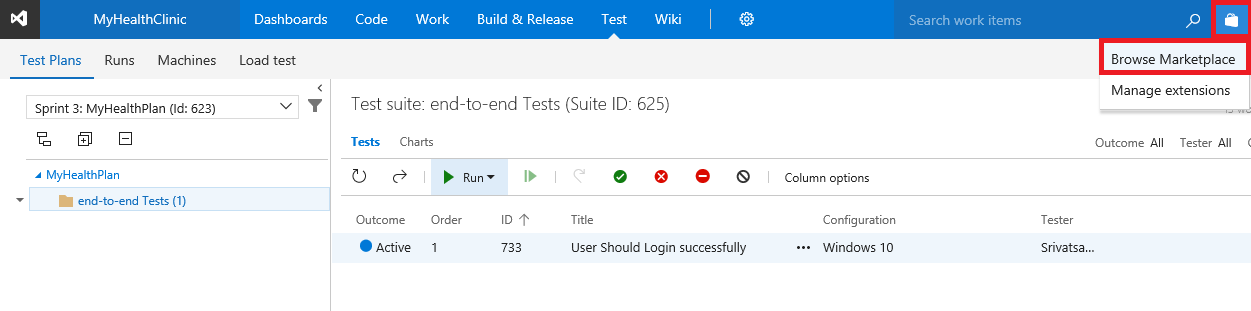 MyHealthClinic Dashboards Code Work Build & Release Test Wiki Search work items
Test Plans Runs Machines Load test
Browse Marketplace
Manage extensions
Sprint 3: MyHealthPlan (Id: 623)
Test suite: end-to-end Tests (Suite ID: 625)
Tests Charts Outcome All Tester All
Run Column options
MyHealthPlan
end-to-end Tests (1)
Outcome Order ID Title Configuration Tester
Active 1 733 User Should Login successfully ... Windows 10 Srivatsa...